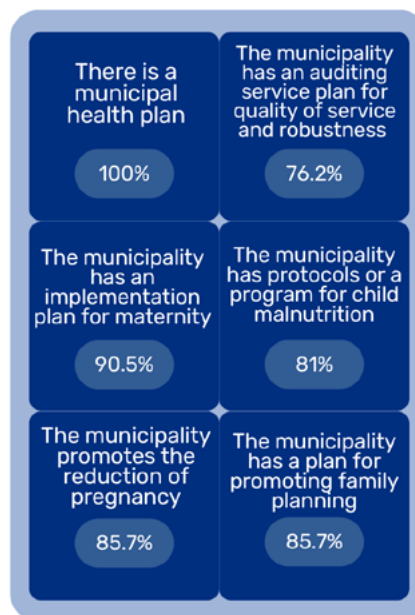 There is a
municipal
health plan
100%
The municipality
has an auditing
service plan for
quality of service
and robustness
76.2%
The municipality
has an
implementation
plan for maternity
90.5%
The municipality
has protocols or a
program for child
malnutrition
81%
The municipality
promotes the
reduction of
pregnancy
85.7%
The municipality
has a plan for
promoting family
planning
85.7%